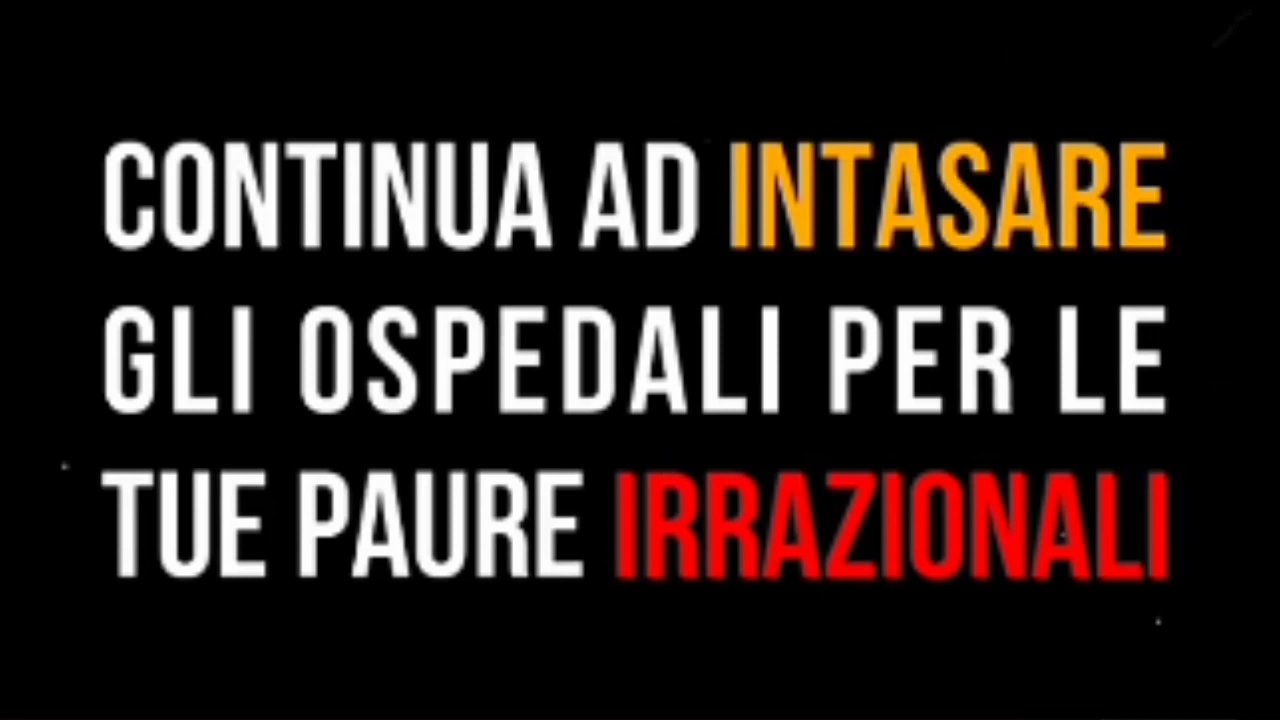 CONTINUA AD INTASARE
GLI OSPEDALI PER LE
TUE PAURE IRRAZIONALI